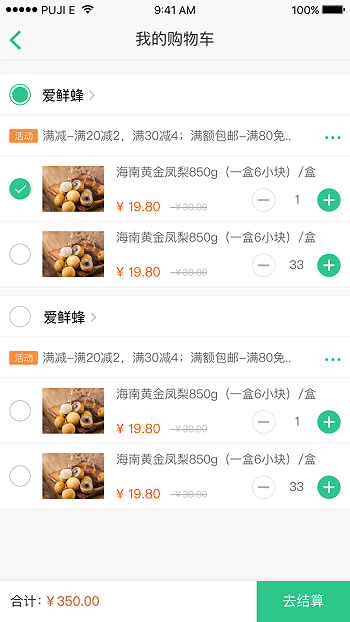 PUJI E 9:41 AM 100%
我的购物车
爱鲜蜂
活动 满减-满20减2，满30减4；满额包邮-满80免..
海南黄金凤梨850g（一盒6小块）/盒
¥ 19.80 ¥ 30.00 1
海南黄金凤梨850g（一盒6小块）/盒
¥ 19.80 ¥ 30.00 33
爱鲜蜂
活动 满减-满20减2，满30减4；满额包邮-满80免..
海南黄金凤梨850g（一盒6小块）/盒
¥ 19.80 ¥ 30.00 1
海南黄金凤梨850g（一盒6小块）/盒
¥ 19.80 ¥ 30.00 33
合计：¥350.00 去结算